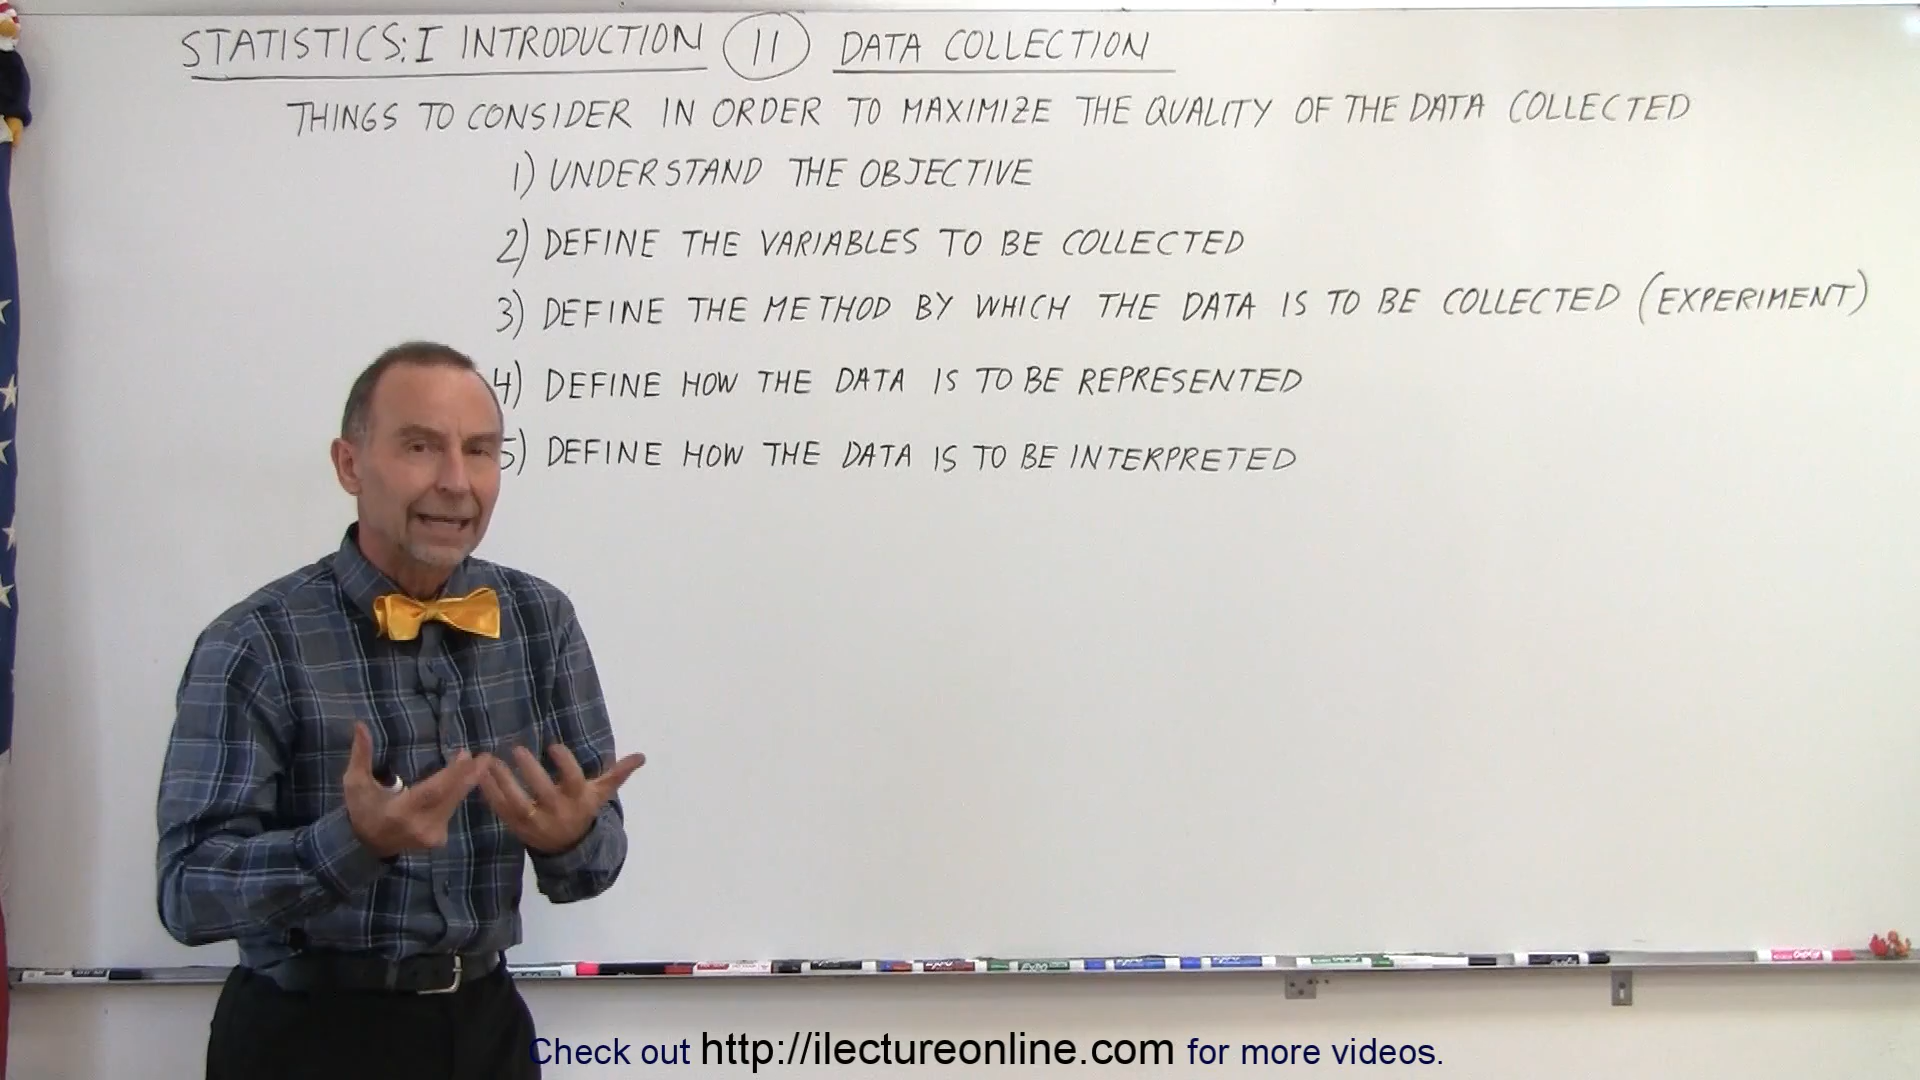 STATISTICS: I INTRODUCTION 11 DATA COLLECTION
THINGS TO CONSIDER IN ORDER TO MAXIMIZE THE QUALITY OF THE DATA COLLECTED
1) UNDERSTAND THE OBJECTIVE
2) DEFINE THE VARIABLES TO BE COLLECTED
3) DEFINE THE METHOD BY WHICH THE DATA IS TO BE COLLECTED (EXPERIMENT)
4) DEFINE HOW THE DATA IS TO BE REPRESENTED
5) DEFINE HOW THE DATA IS TO BE INTERPRETED
EXPO
Check out http://ilectureonline.com for more videos.